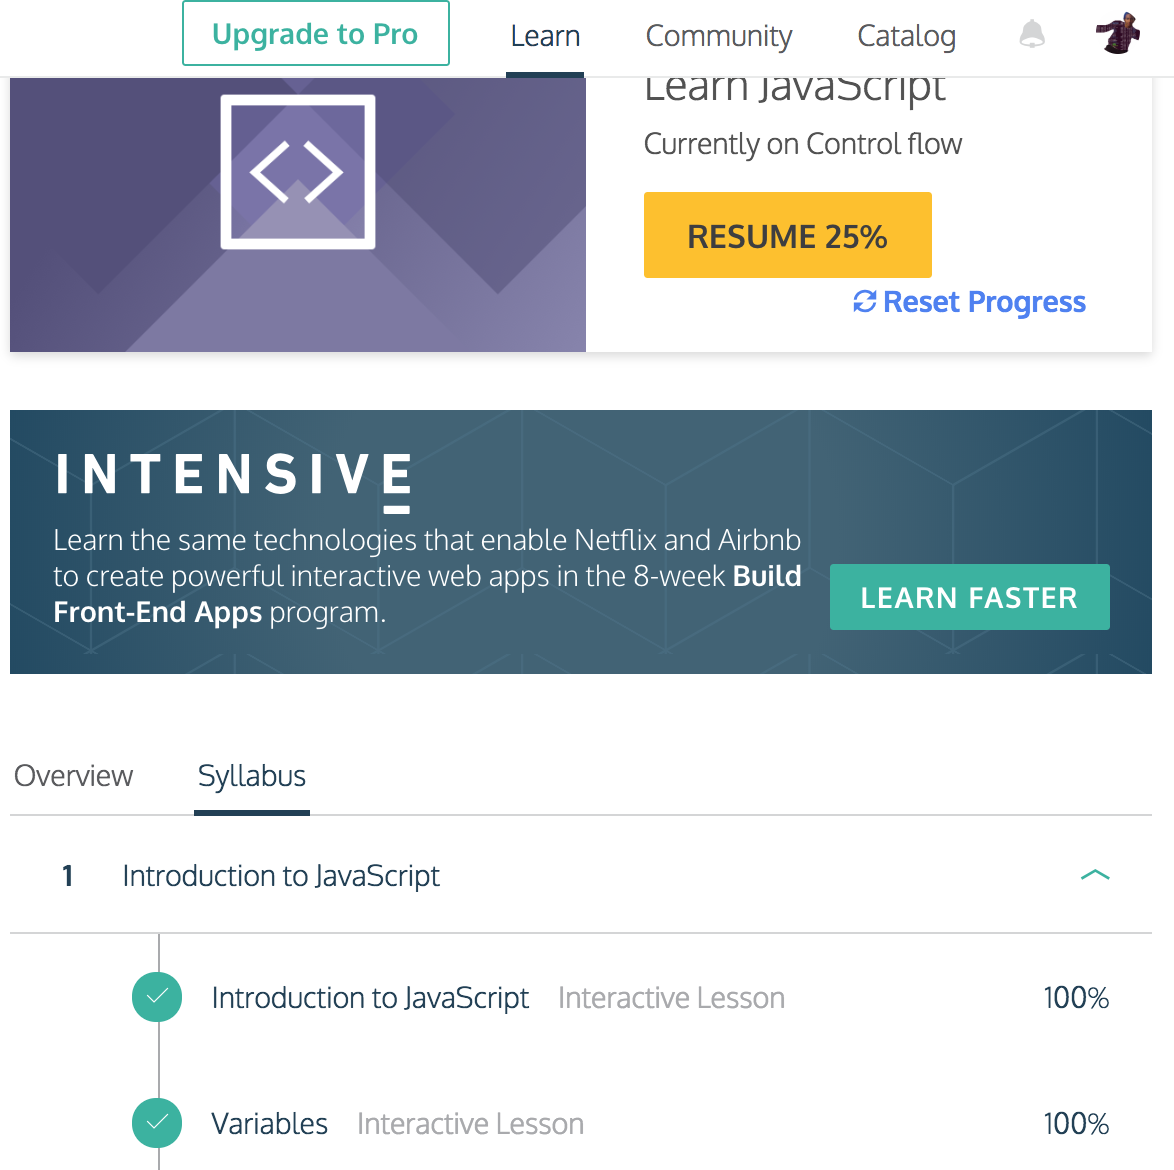 Upgrade to Pro Learn Community Catalog
Learn JavaScript
Currently on Control flow
RESUME 25%
Reset Progress
INTENSIVE
Learn the same technologies that enable Netflix and Airbnb
to create powerful interactive web apps in the 8-week Build
Front-End Apps program.
LEARN FASTER
Overview Syllabus
1 Introduction to JavaScript
Introduction to JavaScript Interactive Lesson 100%
Variables Interactive Lesson 100%